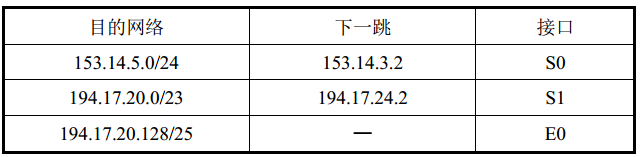 目的网络 下一跳 接口
153.14.5.0/24 153.14.3.2 S0
194.17.20.0/23 194.17.24.2 S1
194.17.20.128/25 — E0